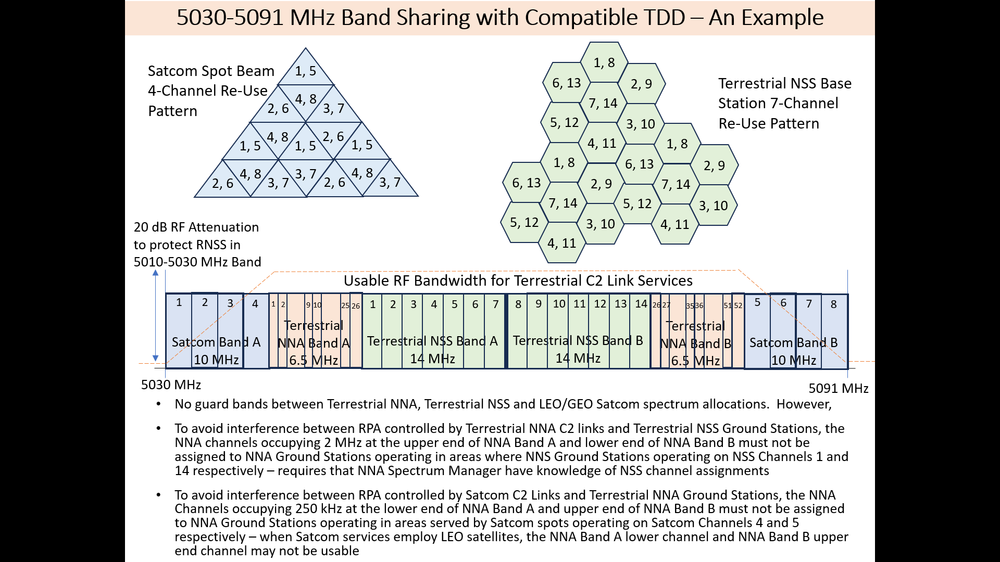 5030-5091 MHz Band Sharing with Compatible TDD – An Example
Satcom Spot Beam
4-Channel Re-Use
Pattern
1, 5
4, 8
2, 6
3, 7
4, 8
2, 6
1, 5
1, 5
1, 5
4, 8
3, 7
4, 8
2, 6
3, 7
2, 6
3, 7
1, 8
6, 13
2, 9
7, 14
5, 12
3, 10
4, 11
1, 8
1, 8
6, 13
2, 9
6, 13
2, 9
7, 14
7, 14
5, 12
3, 10
5, 12
3, 10
4, 11
4, 11
Terrestrial NSS Base
Station 7-Channel
Re-Use Pattern
20 dB RF Attenuation
to protect RNSS in
5010-5030 MHz Band
Usable RF Bandwidth for Terrestrial C2 Link Services
1 2 3 4 1 2 9 10 25 26 1 2 3 4 5 6 7 8 9 10 11 12 13 14 26 27 35 36 51 52 5 6 7 8
Satcom Band A
10 MHz
Terrestrial
NNA Band A
6.5 MHz
Terrestrial NSS Band A
14 MHz
Terrestrial NSS Band B
14 MHz
Terrestrial
NNA Band B
6.5 MHz
Satcom Band B
10 MHz
5030 MHz
5091 MHz
• No guard bands between Terrestrial NNA, Terrestrial NSS and LEO/GEO Satcom spectrum allocations.  However,
• To avoid interference between RPA controlled by Terrestrial NNA C2 links and Terrestrial NSS Ground Stations, the
NNA channels occupying 2 MHz at the upper end of NNA Band A and lower end of NNA Band B must not be
assigned to NNA Ground Stations operating in areas where NNS Ground Stations operating on NSS Channels 1 and
14 respectively – requires that NNA Spectrum Manager have knowledge of NSS channel assignments
• To avoid interference between RPA controlled by Satcom C2 Links and Terrestrial NNA Ground Stations, the NNA
Channels occupying 250 kHz at the lower end of NNA Band A and upper end of NNA Band B must not be assigned
to NNA Ground Stations operating in areas served by Satcom spots operating on Satcom Channels 4 and 5
respectively – when Satcom services employ LEO satellites, the NNA Band A lower channel and NNA Band B upper
end channel may not be usable